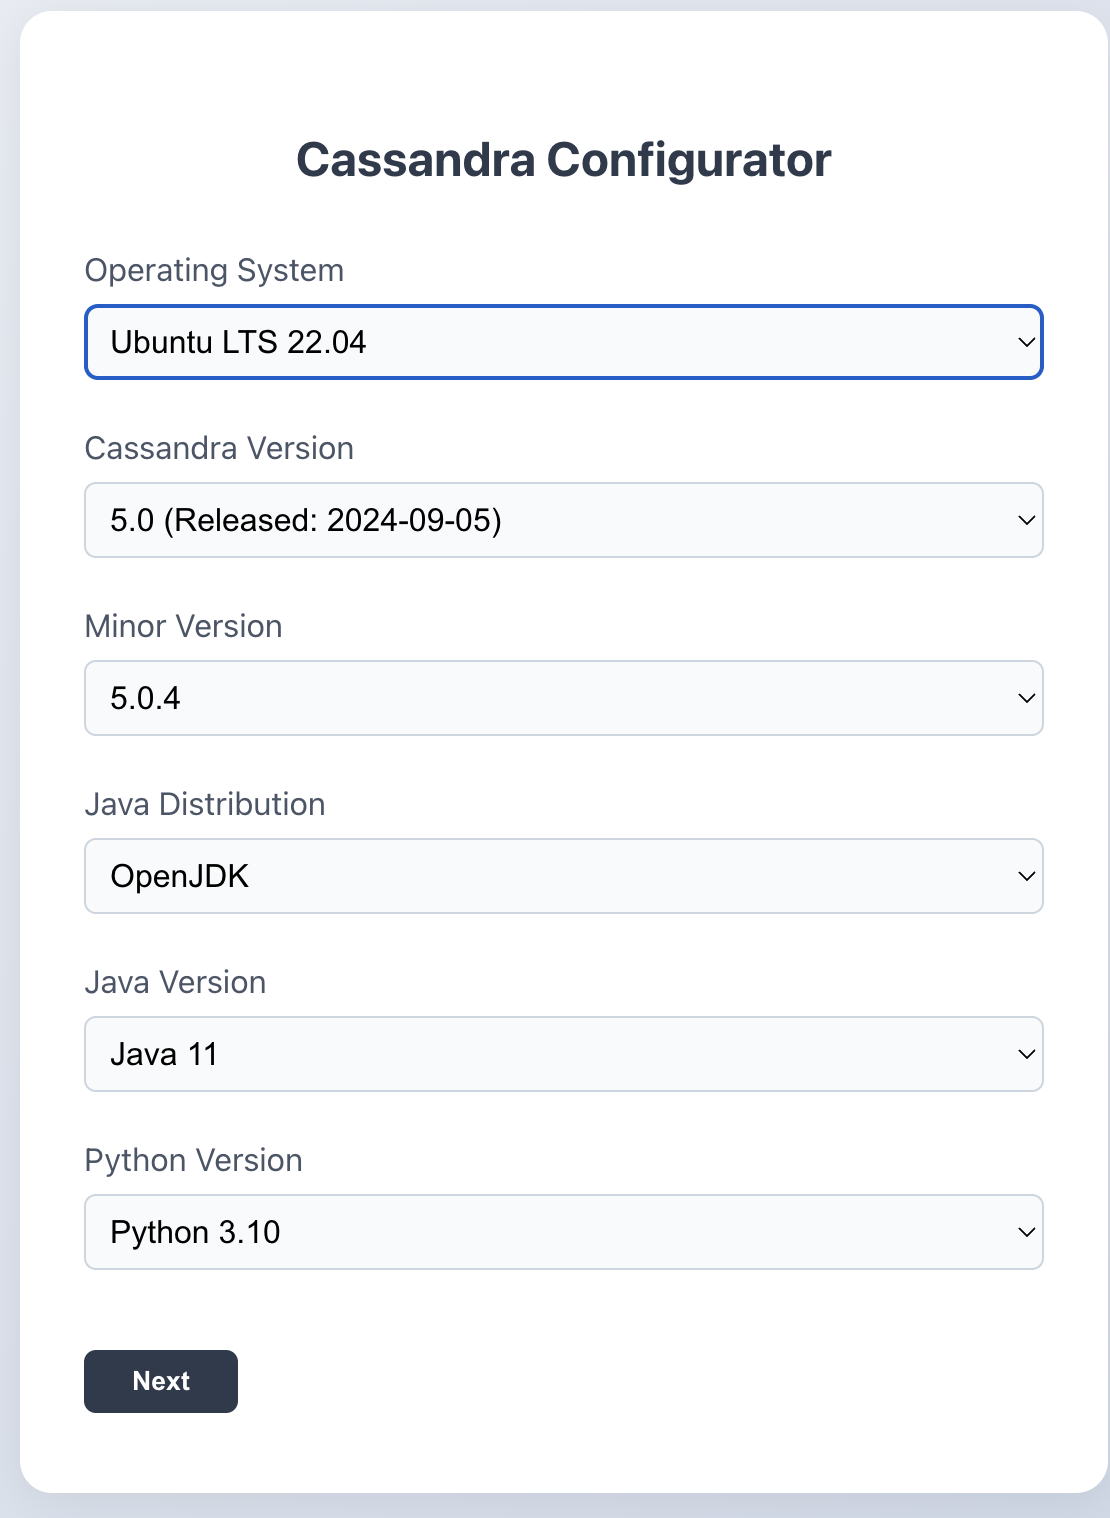 Cassandra Configurator
Operating System
Ubuntu LTS 22.04
Cassandra Version
5.0 (Released: 2024-09-05)
Minor Version
5.0.4
Java Distribution
OpenJDK
Java Version
Java 11
Python Version
Python 3.10
Next